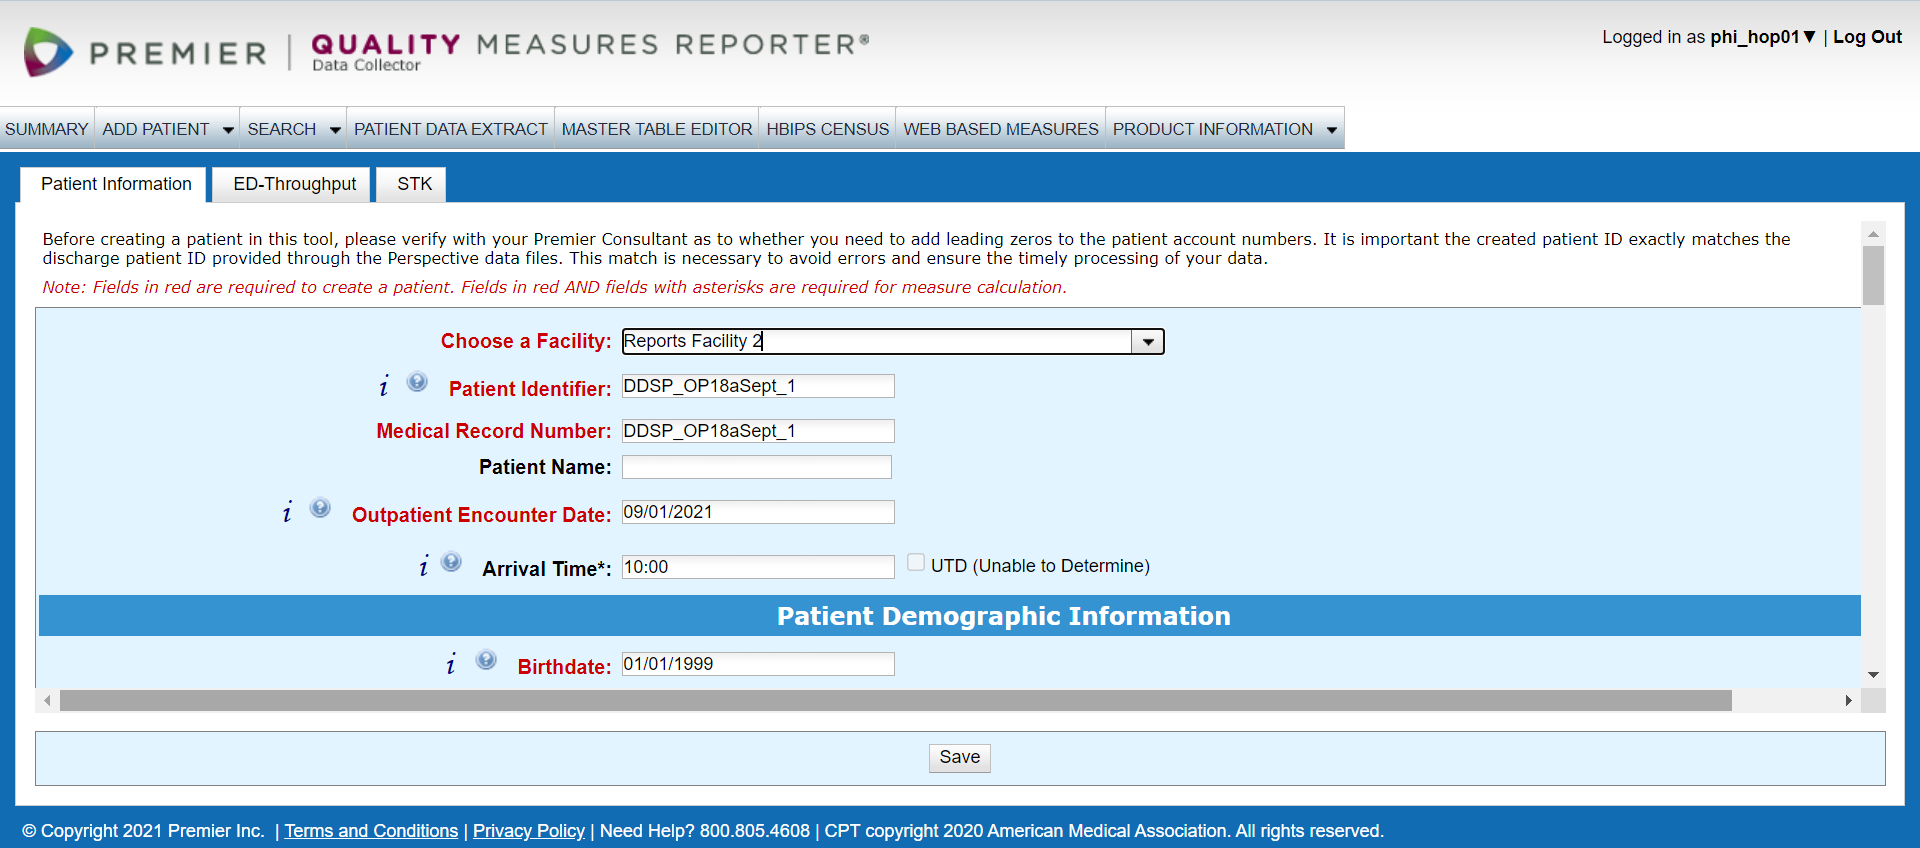 PREMIER | QUALITY MEASURES REPORTER®
Data Collector
Logged in as phi_hop01▼ | Log Out
SUMMARY ADD PATIENT SEARCH PATIENT DATA EXTRACT MASTER TABLE EDITOR HBIPS CENSUS WEB BASED MEASURES PRODUCT INFORMATION
Patient Information ED-Throughput STK
Before creating a patient in this tool, please verify with your Premier Consultant as to whether you need to add leading zeros to the patient account numbers. It is important the created patient ID exactly matches the
discharge patient ID provided through the Perspective data files. This match is necessary to avoid errors and ensure the timely processing of your data.
Note: Fields in red are required to create a patient. Fields in red AND fields with asterisks are required for measure calculation.
Choose a Facility: Reports Facility 2
i ? Patient Identifier: DDSP_OP18aSept_1
Medical Record Number: DDSP_OP18aSept_1
Patient Name:
i ? Outpatient Encounter Date: 09/01/2021
i ? Arrival Time*: 10:00 UTD (Unable to Determine)
Patient Demographic Information
i ? Birthdate: 01/01/1999
Save
© Copyright 2021 Premier Inc. | Terms and Conditions | Privacy Policy | Need Help? 800.805.4608 | CPT copyright 2020 American Medical Association. All rights reserved.